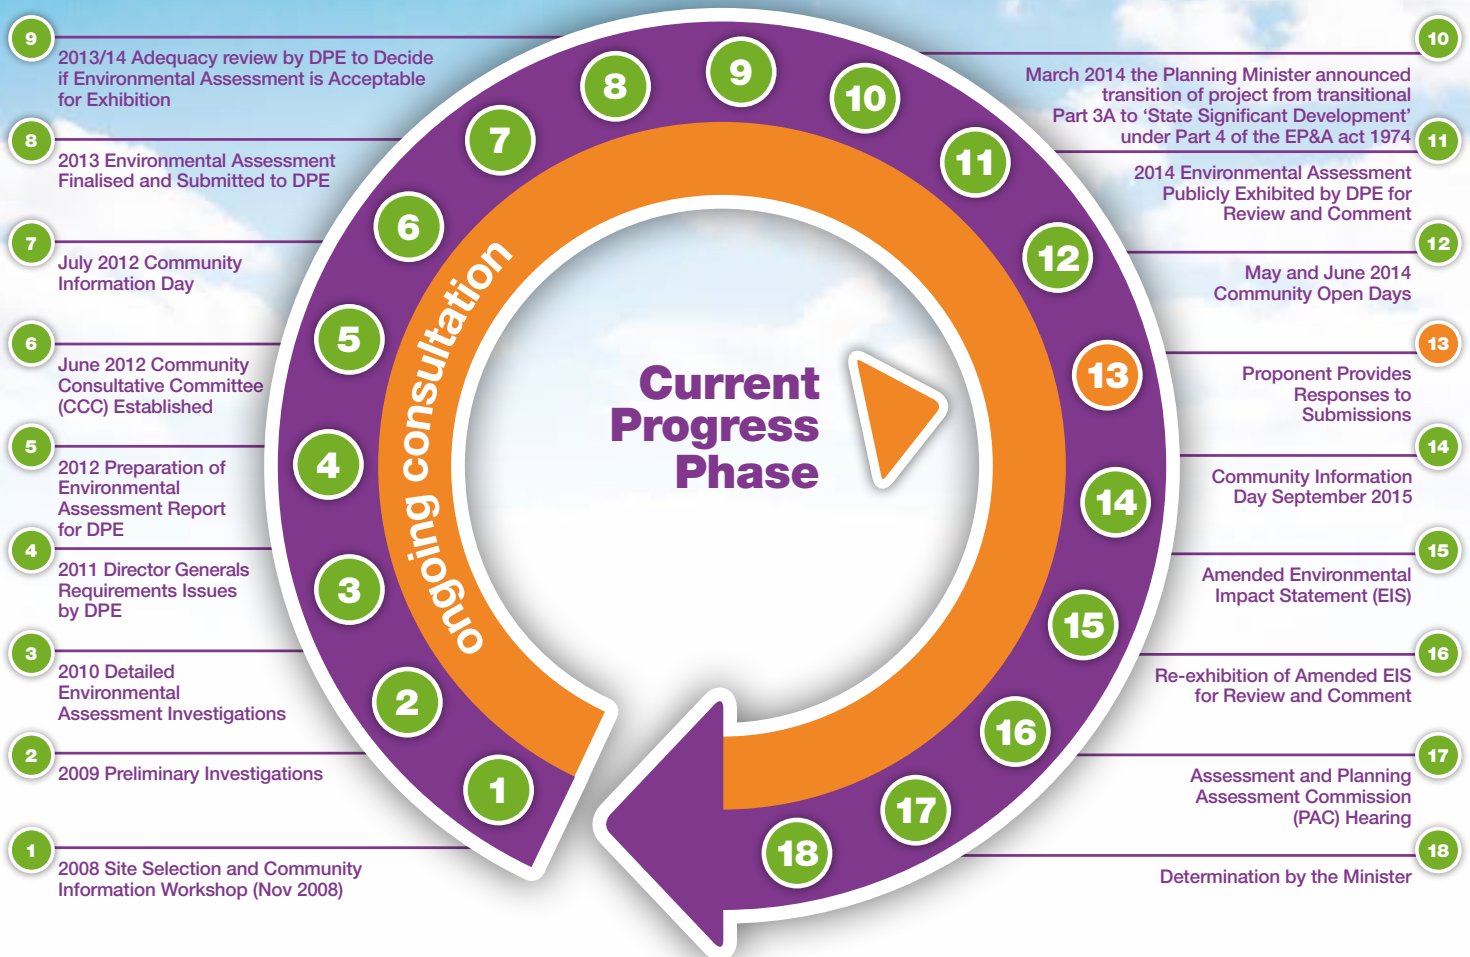 9
2013/14 Adequacy review by DPE to Decide
if Environmental Assessment is Acceptable
for Exhibition
8
2013 Environmental Assessment
Finalised and Submitted to DPE
7
July 2012 Community
Information Day
6
June 2012 Community
Consultative Committee
(CCC) Established
5
2012 Preparation of
Environmental
Assessment Report
for DPE
4
2011 Director Generals
Requirements Issues
by DPE
3
2010 Detailed
Environmental
Assessment Investigations
2
2009 Preliminary Investigations
1
2008 Site Selection and Community
Information Workshop (Nov 2008)
1
2
3
4
5
6
7
8
9
10
11
12
13
14
15
16
17
18
ongoing consultation
Current
Progress
Phase
10
March 2014 the Planning Minister announced
transition of project from transitional
Part 3A to ‘State Significant Development’
under Part 4 of the EP&A act 1974
11
2014 Environmental Assessment
Publicly Exhibited by DPE for
Review and Comment
12
May and June 2014
Community Open Days
13
Proponent Provides
Responses to
Submissions
14
Community Information
Day September 2015
15
Amended Environmental
Impact Statement (EIS)
16
Re-exhibition of Amended EIS
for Review and Comment
17
Assessment and Planning
Assessment Commission
(PAC) Hearing
18
Determination by the Minister